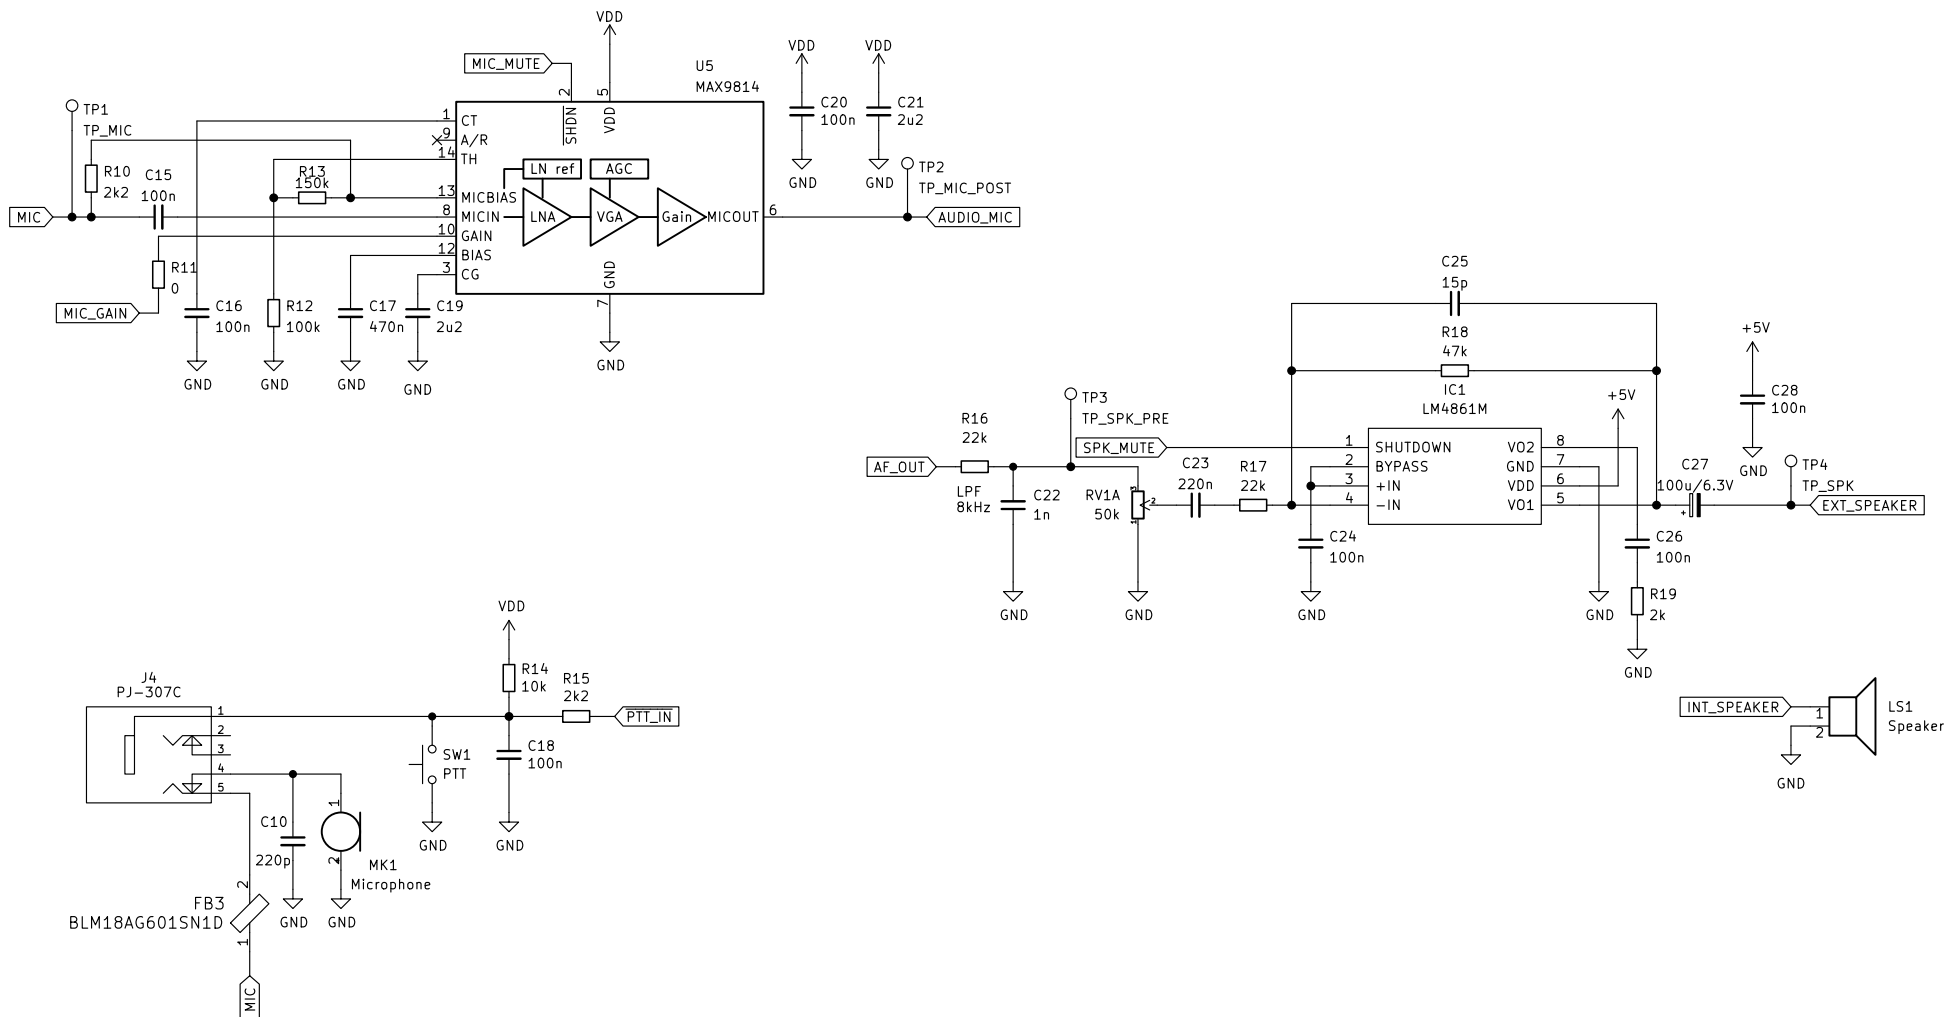 VDD
MIC_MUTE
U5
MAX9814
VDD
VDD
C20
100n
C21
2u2
GND
GND
TP1
TP_MIC
2
5
SHDN
VDD
1
CT
9
A/R
14
TH
13
MICBIAS
8
MICIN
10
GAIN
12
BIAS
3
CG
LN ref
AGC
LNA
VGA
Gain
MICOUT
6
GND
7
GND
TP2
TP_MIC_POST
AUDIO_MIC
R10
2k2
C15
100n
R13
150k
MIC
R11
0
MIC_GAIN
C16
100n
R12
100k
C17
470n
C19
2u2
GND
GND
GND
GND
C25
15p
R18
47k
IC1
LM4861M
+5V
+5V
C28
100n
GND
TP3
TP_SPK_PRE
R16
22k
SPK_MUTE
AF_OUT
LPF
8kHz
C22
1n
RV1A
50k
3
2
1
C23
220n
R17
22k
1
SHUTDOWN
2
BYPASS
3
+IN
4
-IN
VO2
8
GND
7
VDD
6
VO1
5
C27
100u/6.3V
+
TP4
TP_SPK
EXT_SPEAKER
C24
100n
C26
100n
R19
2k
GND
GND
GND
GND
GND
VDD
R14
10k
R15
2k2
PTT_IN
J4
PJ-307C
1
2
3
4
5
SW1
PTT
C18
100n
GND
GND
C10
220p
1
2
MK1
Microphone
GND
GND
2
FB3
BLM18AG601SN1D
1
MIC
INT_SPEAKER
1
2
LS1
Speaker
GND